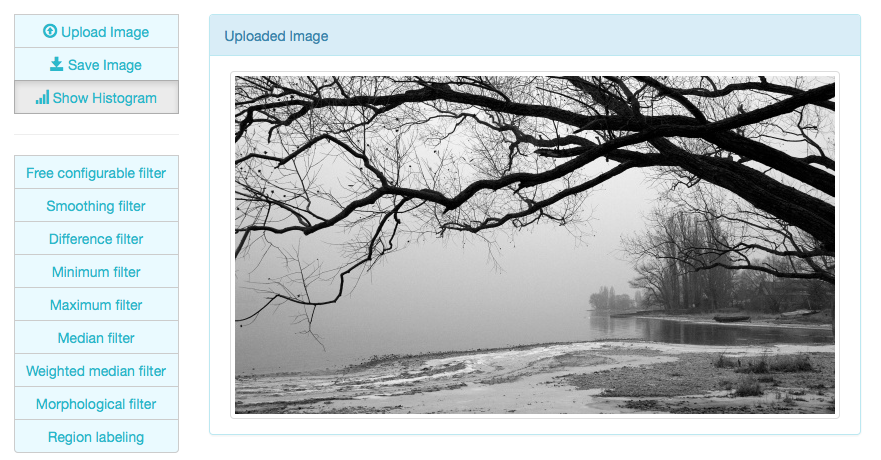 Upload Image
Save Image
Show Histogram
Free configurable filter
Smoothing filter
Difference filter
Minimum filter
Maximum filter
Median filter
Weighted median filter
Morphological filter
Region labeling
Uploaded Image